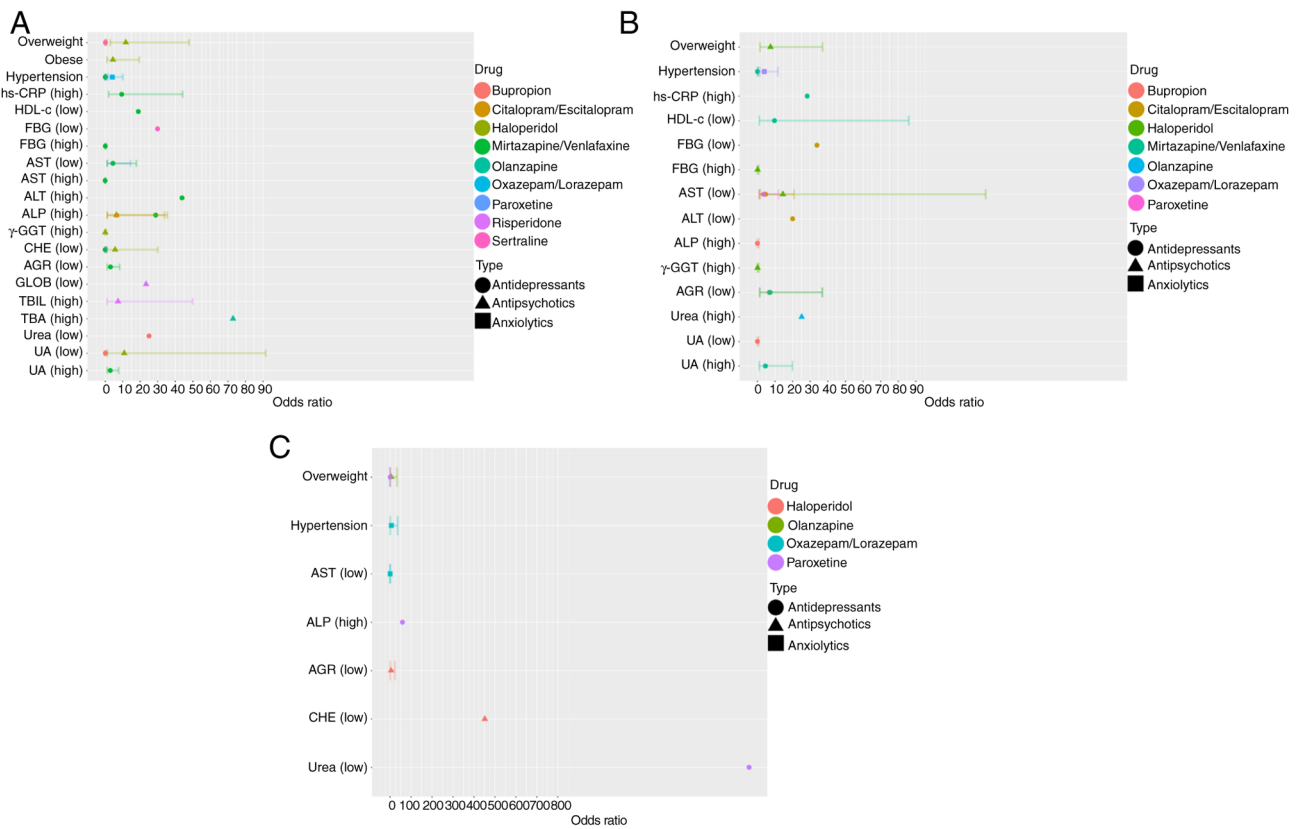 A
Overweight
Obese
Hypertension
hs-CRP (high)
HDL-c (low)
FBG (low)
FBG (high)
AST (low)
AST (high)
ALT (high)
ALP (high)
γ-GGT (high)
CHE (low)
AGR (low)
GLOB (low)
TBIL (high)
TBA (high)
Urea (low)
UA (low)
UA (high)
0 10 20 30 40 50 60 70 80 90
Odds ratio
Drug
Bupropion
Citalopram/Escitalopram
Haloperidol
Mirtazapine/Venlafaxine
Olanzapine
Oxazepam/Lorazepam
Paroxetine
Risperidone
Sertraline
Type
Antidepressants
Antipsychotics
Anxiolytics
B
Overweight
Hypertension
hs-CRP (high)
HDL-c (low)
FBG (low)
FBG (high)
AST (low)
ALT (low)
ALP (high)
γ-GGT (high)
AGR (low)
Urea (high)
UA (low)
UA (high)
0 10 20 30 40 50 60 70 80 90
Odds ratio
Drug
Bupropion
Citalopram/Escitalopram
Haloperidol
Mirtazapine/Venlafaxine
Olanzapine
Oxazepam/Lorazepam
Paroxetine
Type
Antidepressants
Antipsychotics
Anxiolytics
C
Overweight
Hypertension
AST (low)
ALP (high)
AGR (low)
CHE (low)
Urea (low)
0 100 200 300 400 500 600 700 800
Odds ratio
Drug
Haloperidol
Olanzapine
Oxazepam/Lorazepam
Paroxetine
Type
Antidepressants
Antipsychotics
Anxiolytics